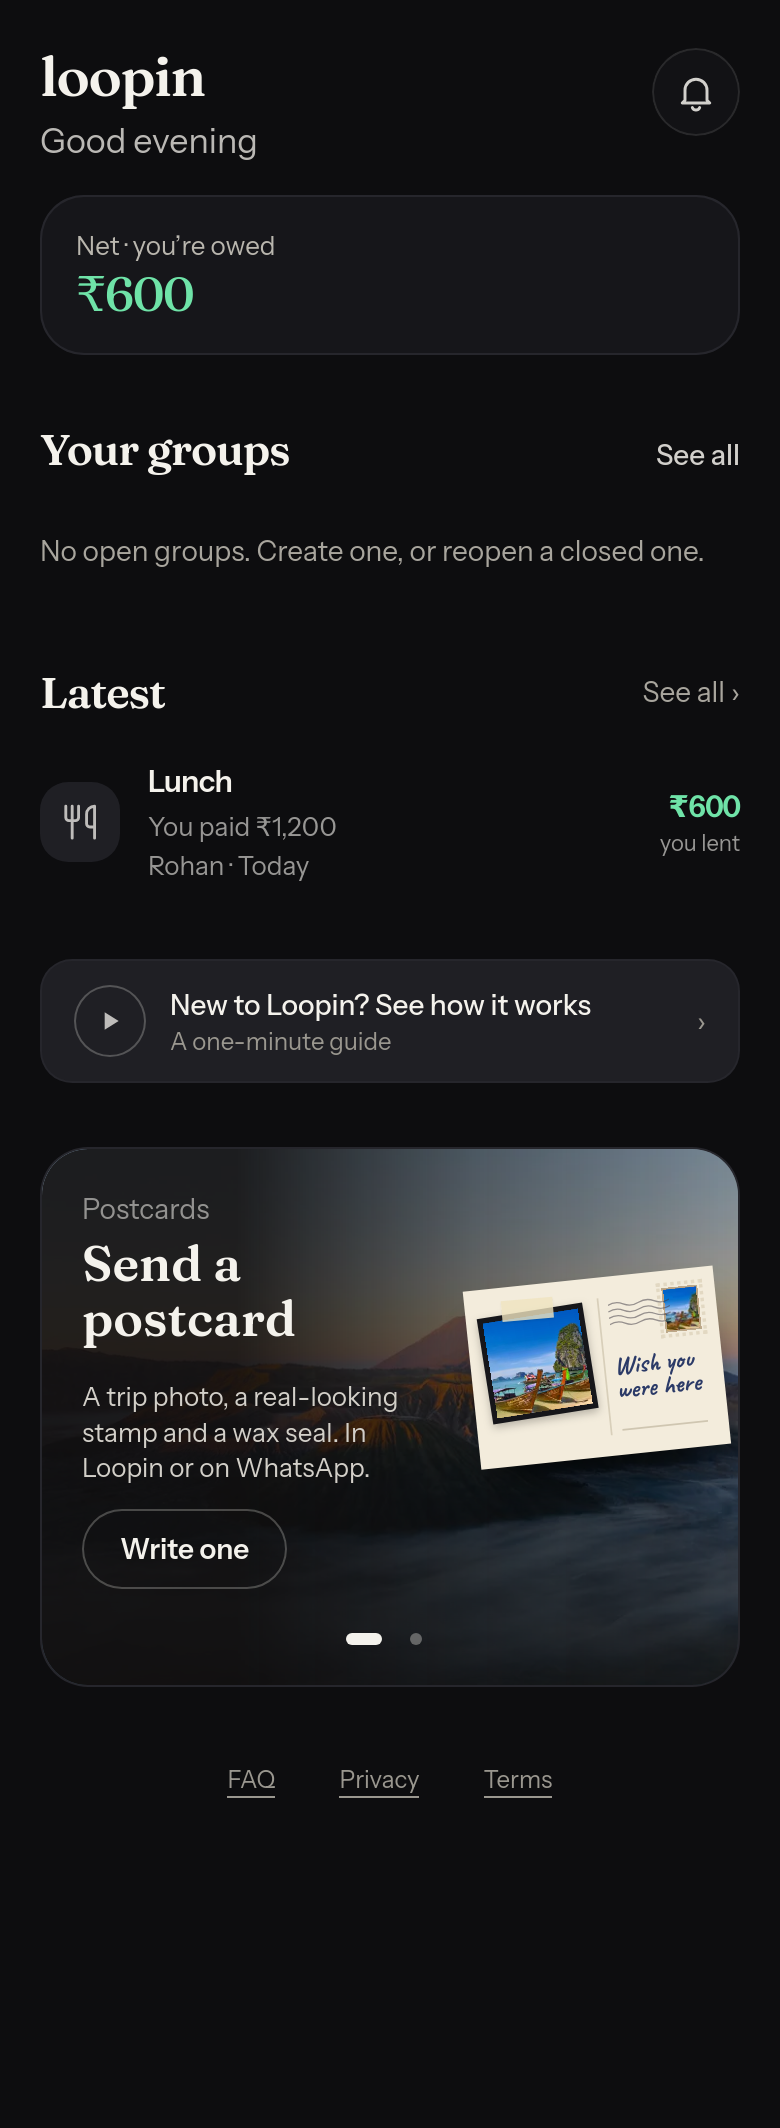 loopin
Good evening
Net · you’re owed
₹600
Your groups
See all
No open groups. Create one, or reopen a closed one.
Latest
See all ›
Lunch
You paid ₹1,200
Rohan · Today
₹600
you lent
New to Loopin? See how it works
A one-minute guide
›
Postcards
Send a
postcard
A trip photo, a real-looking
stamp and a wax seal. In
Loopin or on WhatsApp.
Wish you
were here
Write one
FAQ
Privacy
Terms